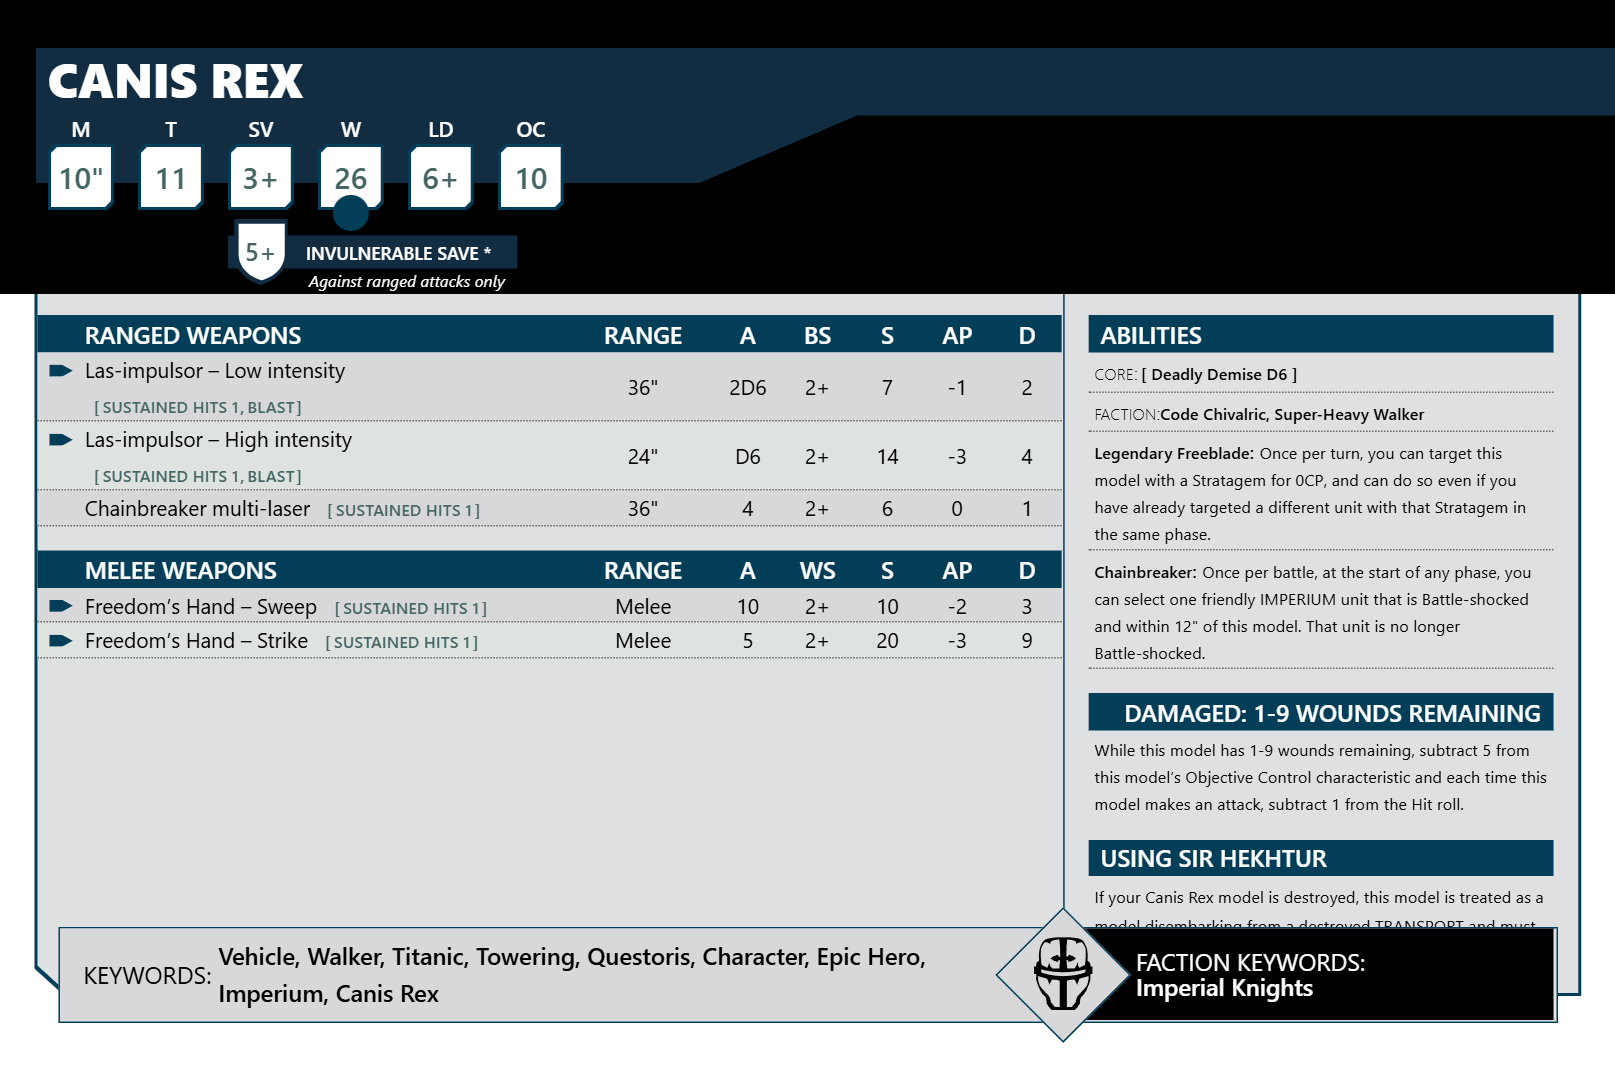 CANIS REX
M T SV W LD OC
10" 11 3+ 26 6+ 10
5+ INVULNERABLE SAVE *
Against ranged attacks only
RANGED WEAPONS RANGE A BS S AP D
Las-impulsor – Low intensity
[ SUSTAINED HITS 1, BLAST] 36" 2D6 2+ 7 -1 2
Las-impulsor – High intensity
[ SUSTAINED HITS 1, BLAST] 24" D6 2+ 14 -3 4
Chainbreaker multi-laser [ SUSTAINED HITS 1 ] 36" 4 2+ 6 0 1
MELEE WEAPONS RANGE A WS S AP D
Freedom's Hand – Sweep [ SUSTAINED HITS 1 ] Melee 10 2+ 10 -2 3
Freedom's Hand – Strike [ SUSTAINED HITS 1 ] Melee 5 2+ 20 -3 9
ABILITIES
CORE: [ Deadly Demise D6 ]
FACTION:Code Chivalric, Super-Heavy Walker
Legendary Freeblade: Once per turn, you can target this
model with a Stratagem for 0CP, and can do so even if you
have already targeted a different unit with that Stratagem in
the same phase.
Chainbreaker: Once per battle, at the start of any phase, you
can select one friendly IMPERIUM unit that is Battle-shocked
and within 12" of this model. That unit is no longer
Battle-shocked.
DAMAGED: 1-9 WOUNDS REMAINING
While this model has 1-9 wounds remaining, subtract 5 from
this model's Objective Control characteristic and each time this
model makes an attack, subtract 1 from the Hit roll.
USING SIR HEKHTUR
If your Canis Rex model is destroyed, this model is treated as a
model disembarking from a destroyed TRANSPORT and must
KEYWORDS: Vehicle, Walker, Titanic, Towering, Questoris, Character, Epic Hero,
Imperium, Canis Rex
FACTION KEYWORDS:
Imperial Knights